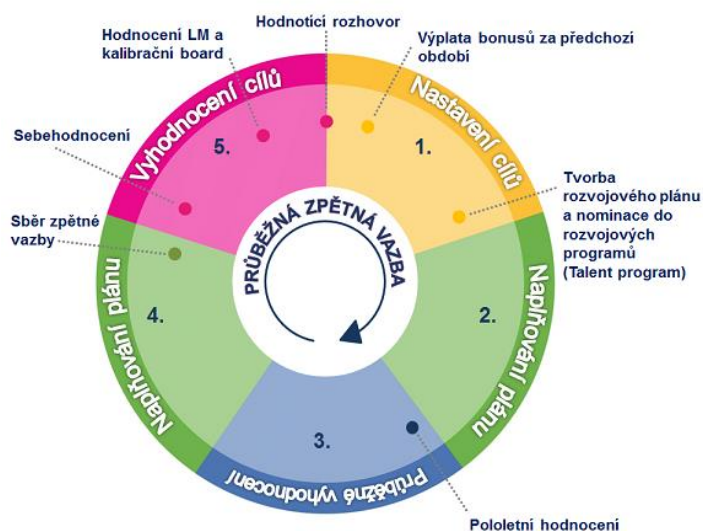 Hodnotící rozhovor
Hodnocení LM a
kalibrační board
Výplata bonusů za předchozí
období
Sebehodnocení
Sběr zpětné
vazby
Tvorba
rozvojového plánu
a nominace do
rozvojových
programů
(Talent program)
Pololetní hodnocení
Nastavení cílů
1.
Naplňování plánu
2.
Průběžné vyhodnocení
3.
Naplňování plánu
4.
Vyhodnocení cílů
5.
PRŮBĚŽNÁ ZPĚTNÁ VAZBA